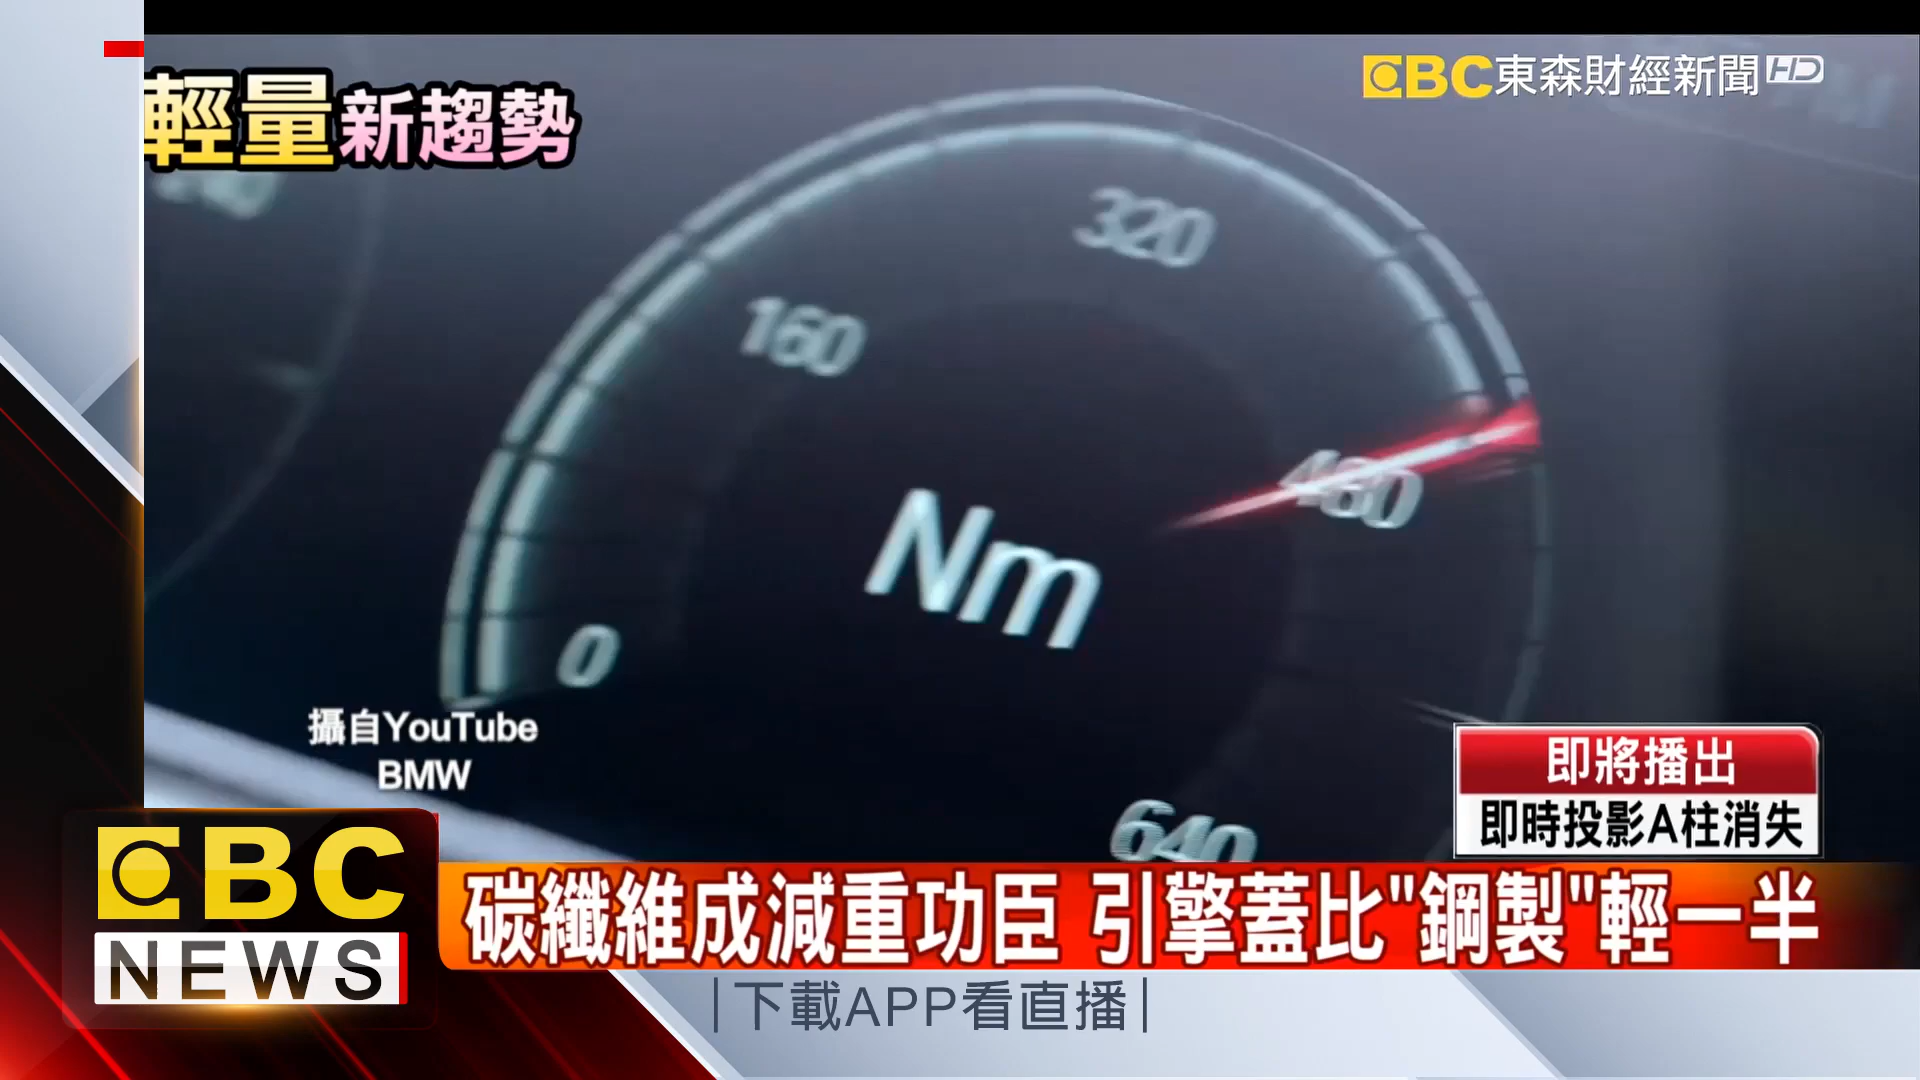 輕量新趨勢
EBC東森財經新聞HD
240
320
160
480
Nm
0
640
攝自YouTube
BMW
即將播出
即時投影A柱消失
EBC
NEWS
碳纖維成減重功臣 引擎蓋比"鋼製"輕一半
|下載APP看直播|